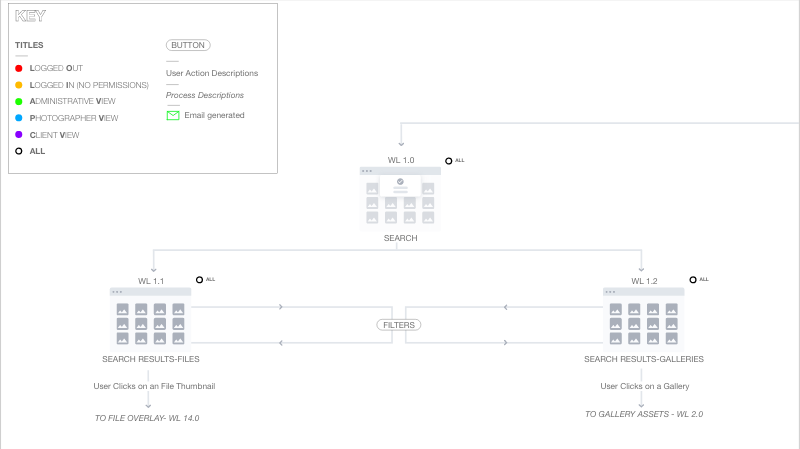 KEY
TITLES
LOGGED OUT
LOGGED IN (NO PERMISSIONS)
ADMINISTRATIVE VIEW
PHOTOGRAPHER VIEW
CLIENT VIEW
ALL
BUTTON
User Action Descriptions
Process Descriptions
Email generated
WL 1.0
ALL
SEARCH
WL 1.1
ALL
SEARCH RESULTS-FILES
User Clicks on an File Thumbnail
TO FILE OVERLAY- WL 14.0
FILTERS
WL 1.2
ALL
SEARCH RESULTS-GALLERIES
User Clicks on a Gallery
TO GALLERY ASSETS - WL 2.0